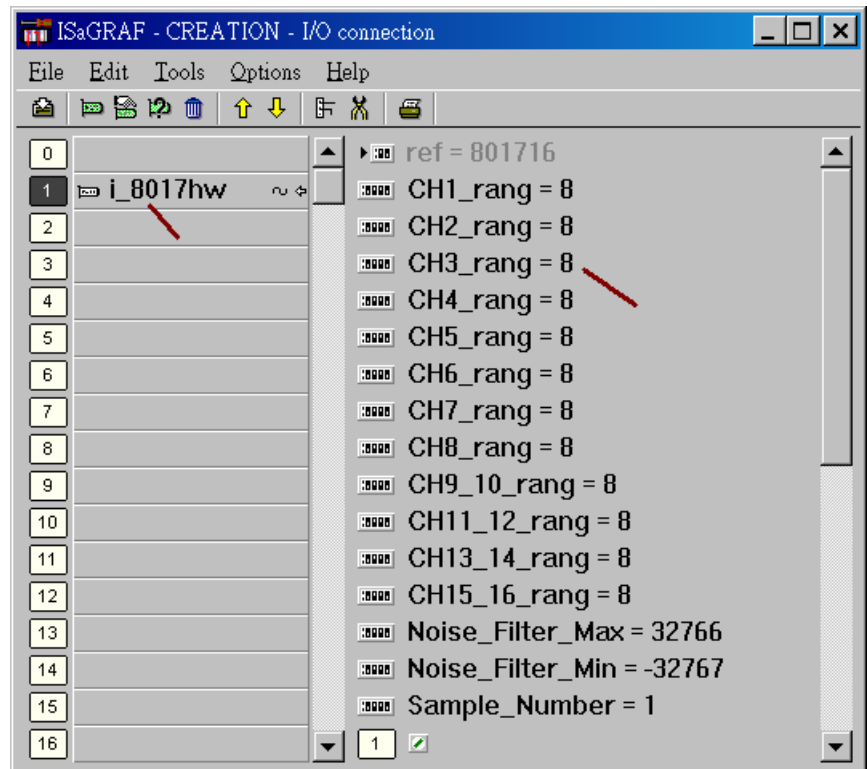 ISaGRAF - CREATION - I/O connection
File Edit Tools Options Help
0
1 i_8017hw
2
3
4
5
6
7
8
9
10
11
12
13
14
15
16
ref = 801716
CH1_rang = 8
CH2_rang = 8
CH3_rang = 8
CH4_rang = 8
CH5_rang = 8
CH6_rang = 8
CH7_rang = 8
CH8_rang = 8
CH9_10_rang = 8
CH11_12_rang = 8
CH13_14_rang = 8
CH15_16_rang = 8
Noise_Filter_Max = 32766
Noise_Filter_Min = -32767
Sample_Number = 1
1